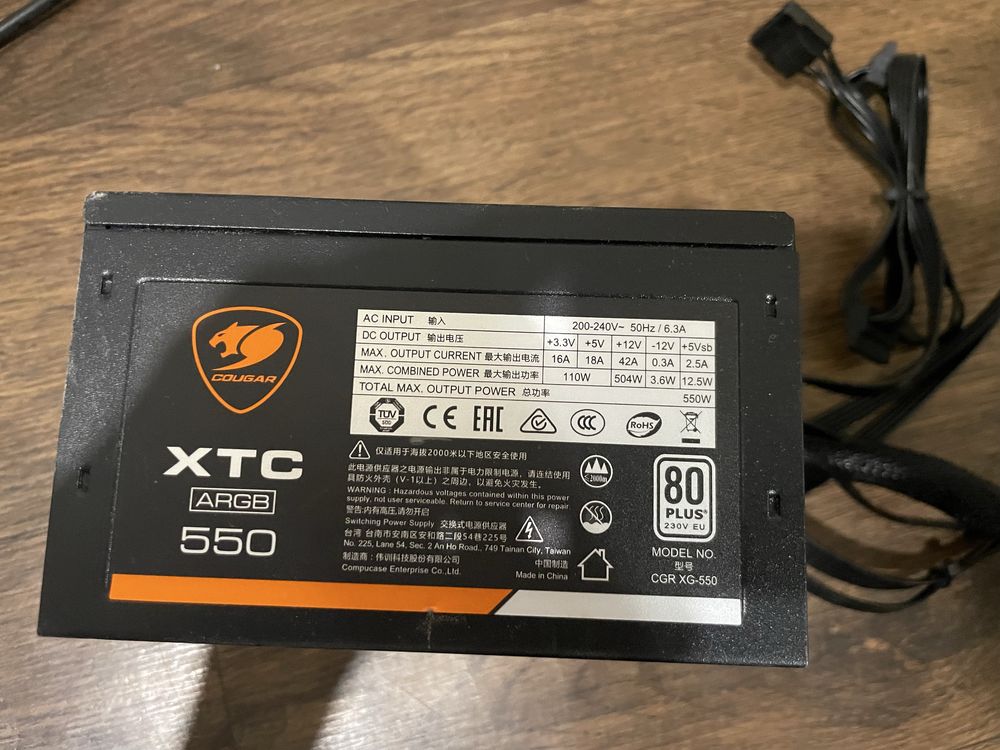 COUGAR
XTC
ARGB
550
AC INPUT 输入 200-240V~ 50Hz / 6.3A
DC OUTPUT 输出电压 +3.3V +5V +12V -12V +5Vsb
MAX. OUTPUT CURRENT 最大输出电流 16A 18A 42A 0.3A 2.5A
MAX. COMBINED POWER 最大输出功率 110W 504W 3.6W 12.5W
TOTAL MAX. OUTPUT POWER 总功率 550W
TÜV
SÜD
CE EAC CCC RoHS
仅适用于海拔2000米以下地区安全使用
此电源供应器之电源输出非属于电力限制电源，请连结使用
具防火外壳（V-1以上）之周边，以避免火灾发生。
WARNING : Hazardous voltages contained within this power
supply, not user serviceable. Return to service center for repair.
警告:内有高压,请勿打开启
Switching Power Supply 交换式电源供应器
台湾 台南市安南区安和路二段54巷225号
No. 225, Lane 54, Sec. 2 An Ho Road., 749 Tainan City, Taiwan
制造商：伟训科技股份有限公司
Compucase Enterprise Co.,Ltd.
中国制造
Made in China
≤2000m
80
PLUS®
230V EU
MODEL NO.
型号
CGR XG-550